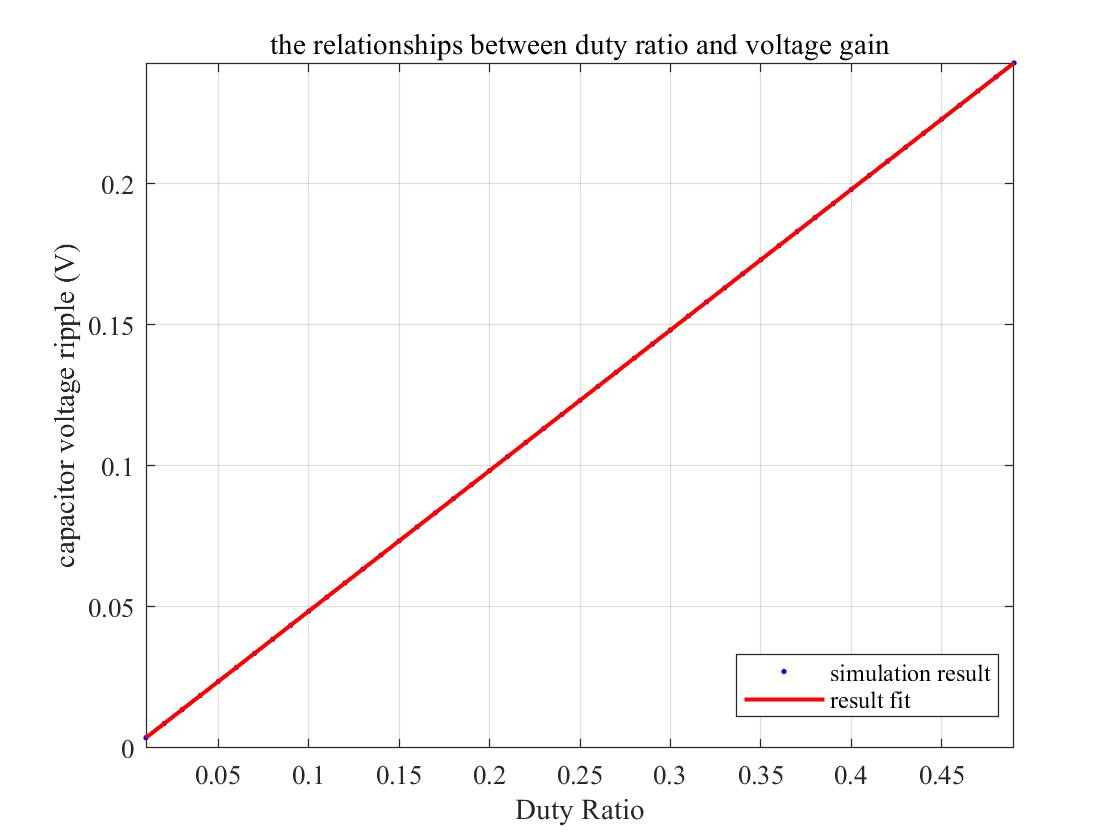 the relationships between duty ratio and voltage gain
capacitor voltage ripple (V)
0.2
0.15
0.1
0.05
0
0.05 0.1 0.15 0.2 0.25 0.3 0.35 0.4 0.45
Duty Ratio
simulation result
result fit